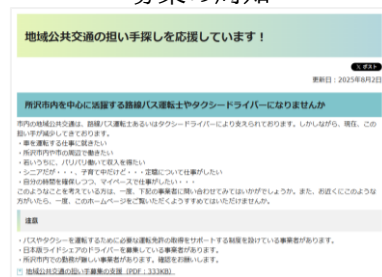 地域公共交通の担い手探しを応援しています！
X ポスト
更新日：2025年8月2日
所沢市内を中心に活躍する路線バス運転士やタクシードライバーになりませんか
市内の地域公共交通は、路線バス運転士あるいはタクシードライバーにより支えられております。しかしながら、現在、この
担い手が減少してきております。
・車を運転する仕事に就きたい
・所沢市内や市の周辺で働きたい
・若いうちに、バリバリ働いて収入を得たい
・シニアだが・・・、子育て中だけど・・・定職について仕事がしたい
・自分の時間を確保しつつ、マイペースで仕事がしたい・・・
このようなことを考えている方は、一度、下記の事業者に問い合わせてみてはいかがでしょうか。また、お近くにこのような
方がいたら、一度、このホームページをご覧いただくようすすめてはいただけませんか。
注意
・バスやタクシーを運転するために必要な運転免許の取得をサポートする制度を設けている事業者があります。
・日本版ライドシェアのドライバーを募集している事業者があります。
・所沢市内での勤務が難しい事業者があります。確認をお願いします。
地域公共交通の担い手募集の支援（PDF：333KB）